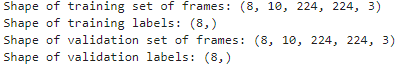 Shape of training set of frames: (8, 10, 224, 224, 3)
Shape of training labels: (8,)
Shape of validation set of frames: (8, 10, 224, 224, 3)
Shape of validation labels: (8,)